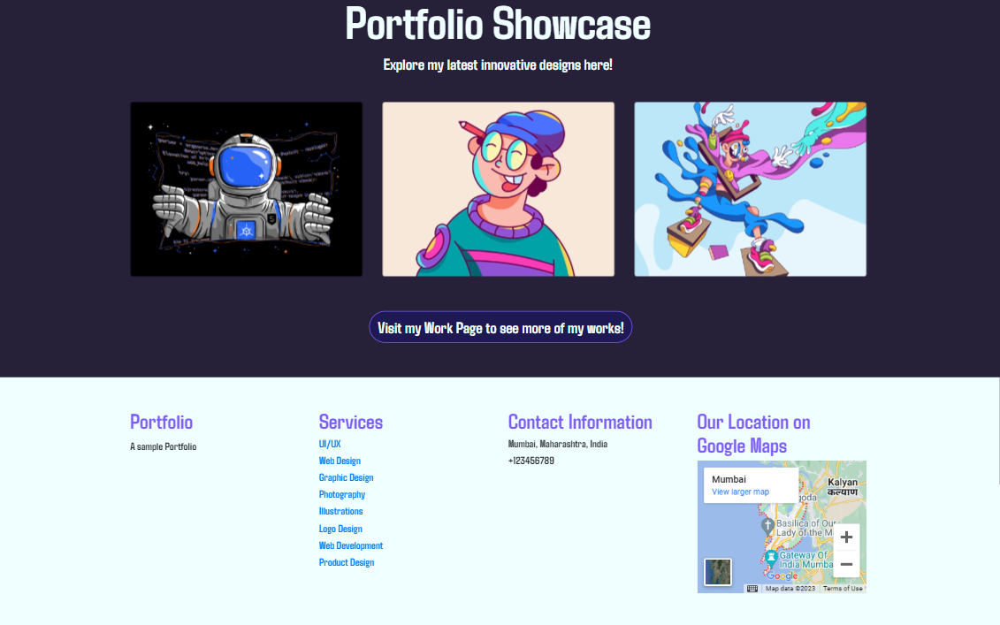 Portfolio Showcase
Explore my latest innovative designs here!
Visit my Work Page to see more of my works!
Portfolio
A sample Portfolio
Services
UI/UX
Web Design
Graphic Design
Photography
Illustrations
Logo Design
Web Development
Product Design
Contact Information
Mumbai, Maharashtra, India
+123456789
Our Location on
Google Maps
Mumbai
View larger map
Kalyan
कल्याण
goda
Basilica of Our
Lady of the M
Gateway Of
India Mumba
Google
Map data ©2023
Terms of Use